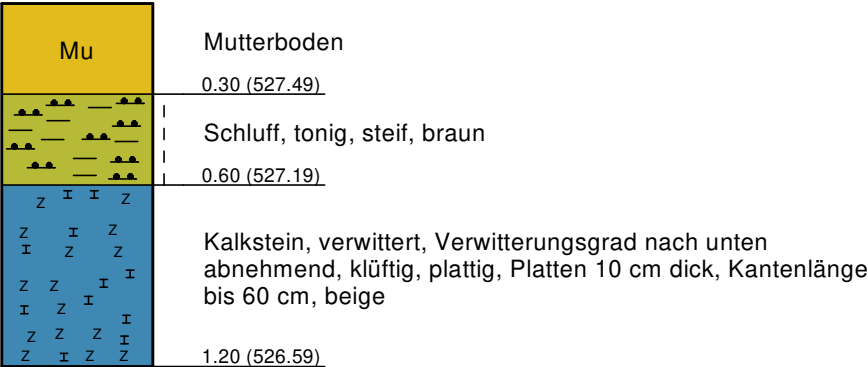 Mu
Mutterboden
0.30 (527.49)
Schluff, tonig, steif, braun
0.60 (527.19)
Z I I Z
Z I Z
I Z Z
I
Z Z I
I
I Z
I
Z Z Z I
Z I Z Z
Kalkstein, verwittert, Verwitterungsgrad nach unten
abnehmend, klüftig, plattig, Platten 10 cm dick, Kantenlänge
bis 60 cm, beige
1.20 (526.59)